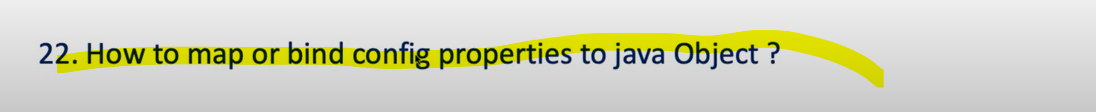 22. How to map or bind config properties to java Object ?